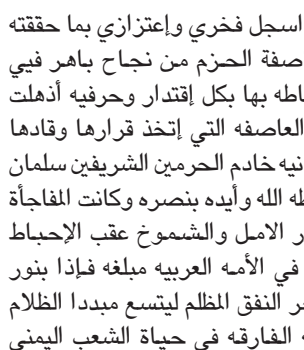 اسجل فخري وإعتزازي بما حققته
صفة الحزم من نجاح باهر فيي
اطه بها بكل إقتدار وحرفيه أذهلت
العاصفه التي إتخذ قرارها وقادها
نيه خادم الحرمين الشريفين سلمان
ظه الله وأيده بنصره وكانت المفاجأة
ر الامل والشموخ عقب الإحباط
في الأمه العربيه مبلغه فإذا بنور
ر النفق المظلم ليتسع مبددا الظلام
الفارقه في حياة الشعب اليمني